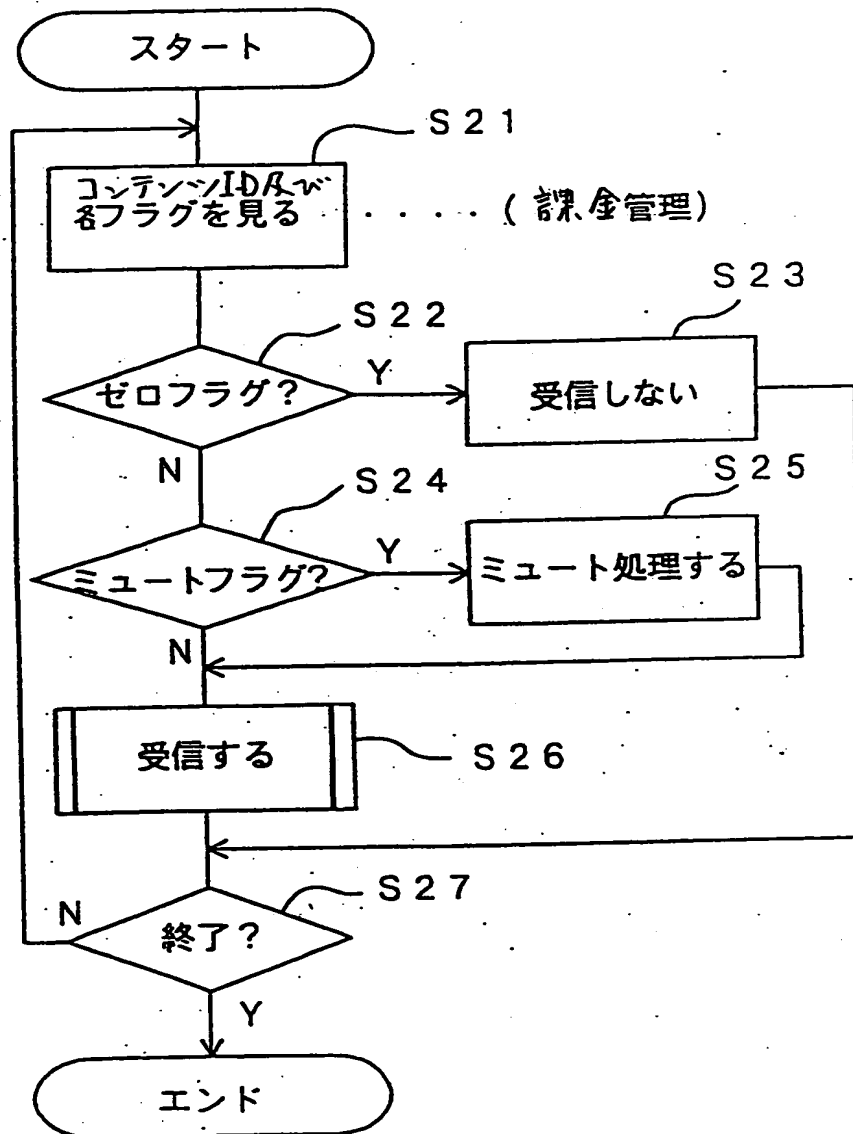 スタート
S21
コンテンツID及び
各フラグを見る
・・・・・(課金管理)
S22
S23
ゼロフラグ?
Y
受信しない
N
S24
S25
ミュートフラグ?
Y
ミュート処理する
N
受信する
S26
S27
N
終了?
Y
エンド